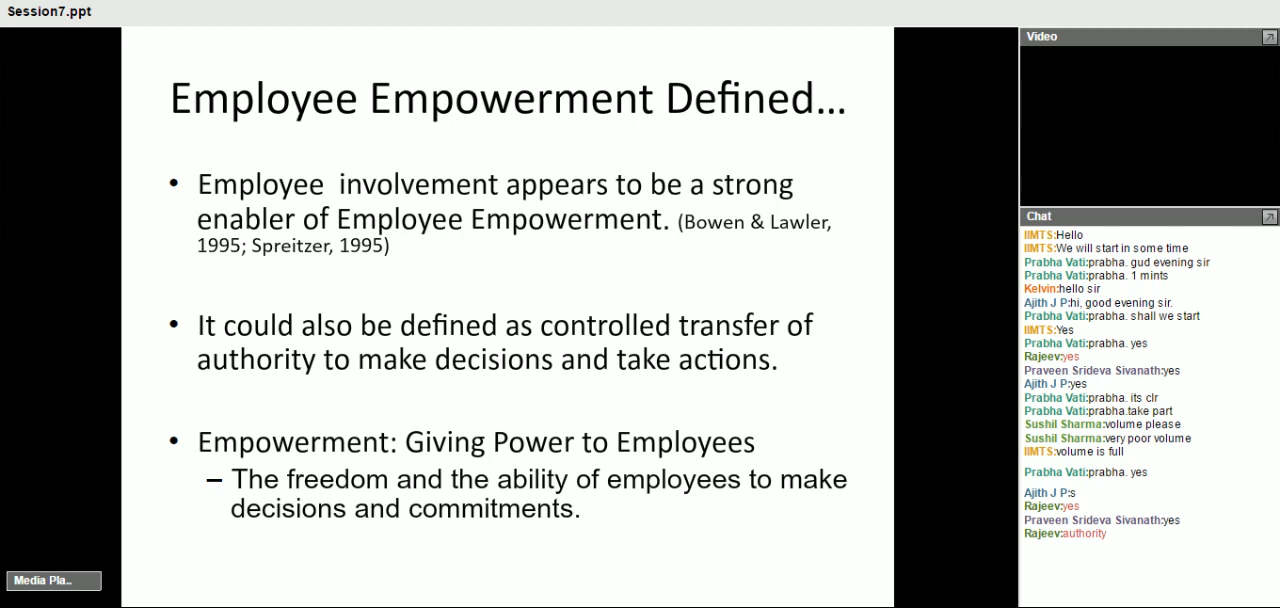 Session7.ppt
Employee Empowerment Defined...
• Employee  involvement appears to be a strong
enabler of Employee Empowerment. (Bowen & Lawler,
1995; Spreitzer, 1995)
• It could also be defined as controlled transfer of
authority to make decisions and take actions.
• Empowerment: Giving Power to Employees
– The freedom and the ability of employees to make
decisions and commitments.
Media Pla..
Video
Chat
IIMTS:Hello
IIMTS:We will start in some time
Prabha Vati:prabha. gud evening sir
Prabha Vati:prabha. 1 mints
Kelvin:hello sir
Ajith J P:hi, good evening sir.
Prabha Vati:prabha. shall we start
IIMTS:Yes
Prabha Vati:prabha. yes
Rajeev:yes
Praveen Srideva Sivanath:yes
Ajith J P:yes
Prabha Vati:prabha. its clr
Prabha Vati:prabha.take part
Sushil Sharma:volume please
Sushil Sharma:very poor volume
IIMTS:volume is full
Prabha Vati:prabha. yes
Ajith J P:s
Rajeev:yes
Praveen Srideva Sivanath:yes
Rajeev:authority